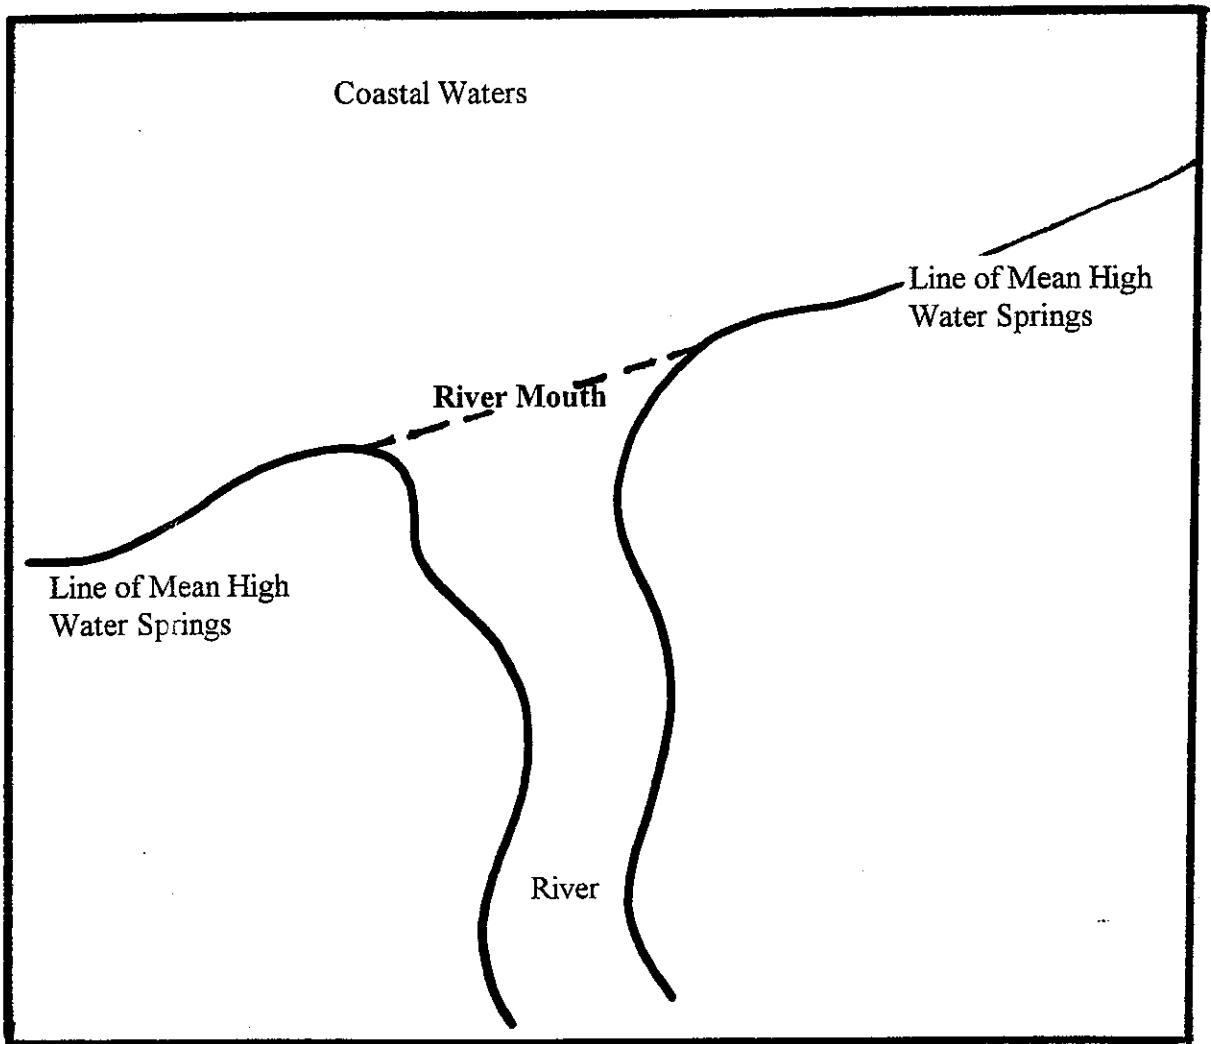 Coastal Waters
Line of Mean High
Water Springs
River Mouth
Line of Mean High
Water Springs
River